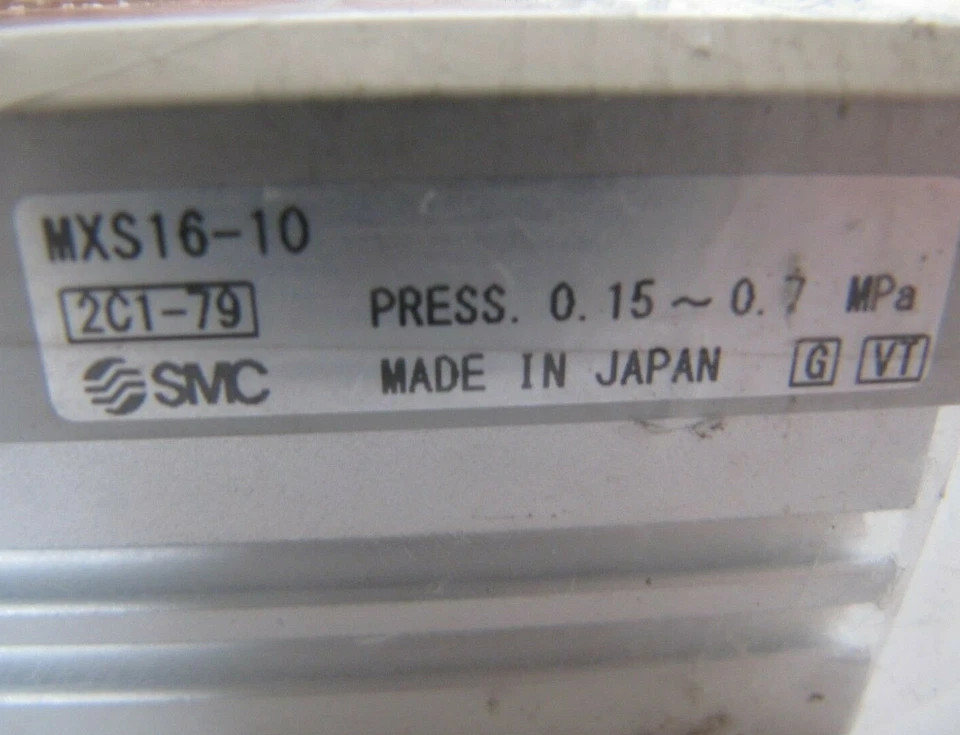 MXS16-10
2C1-79 PRESS. 0.15~0.7 MPa
SMC MADE IN JAPAN G VT